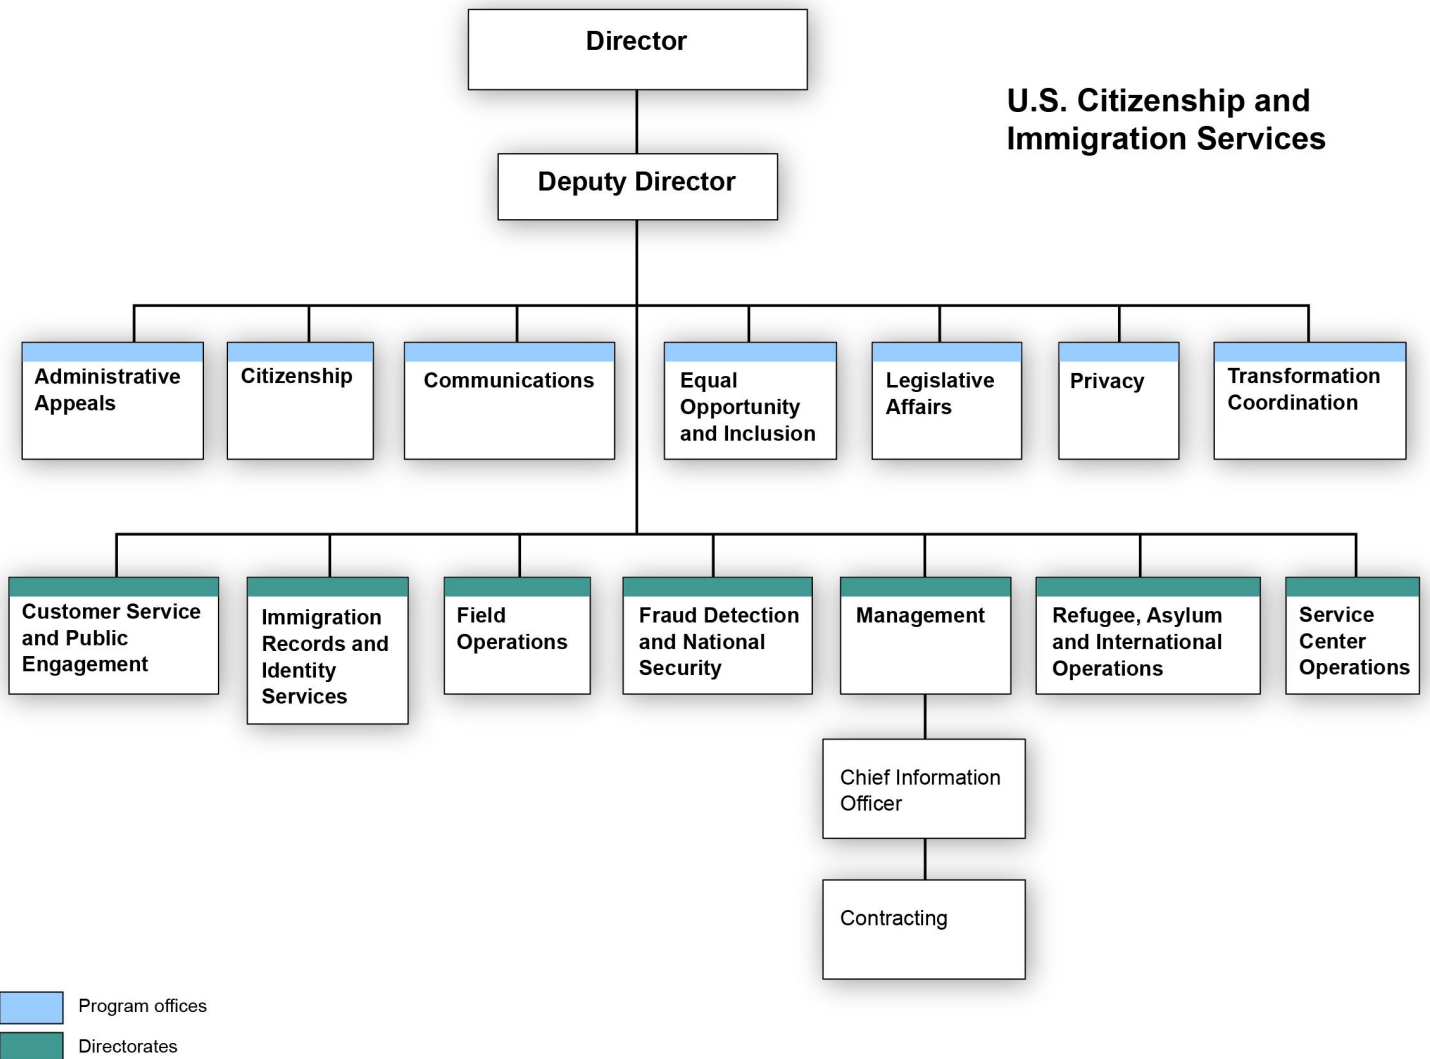 Director
U.S. Citizenship and
Immigration Services
Deputy Director
Administrative
Appeals
Citizenship
Communications
Equal
Opportunity
and Inclusion
Legislative
Affairs
Privacy
Transformation
Coordination
Customer Service
and Public
Engagement
Immigration
Records and
Identity
Services
Field
Operations
Fraud Detection
and National
Security
Management
Refugee, Asylum
and International
Operations
Service
Center
Operations
Chief Information
Officer
Contracting
Program offices
Directorates